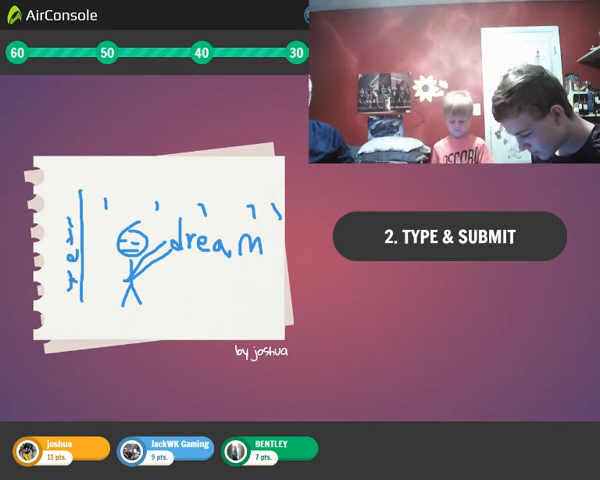 AirConsole
60 50 40 30
dream
2. TYPE & SUBMIT
by joshua
joshua
11 pts.
JackWK Gaming
9 pts.
BENTLEY
7 pts.